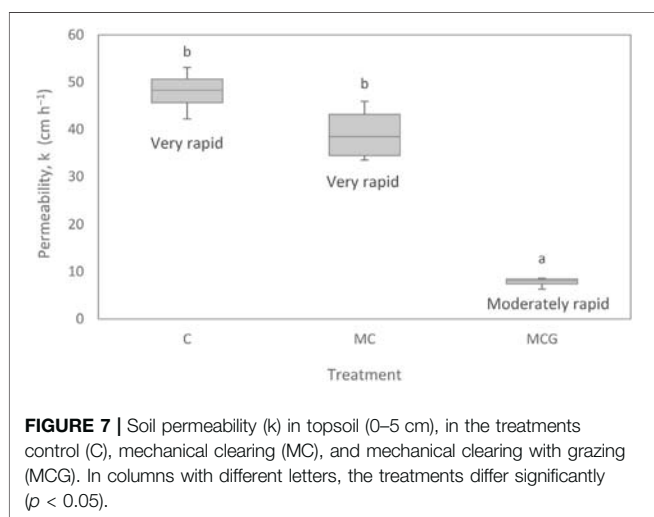 60
50
40
30
20
10
0
Permeability, k (cm h⁻¹)
b
Very rapid
b
Very rapid
a
Moderately rapid
C MC MCG
Treatment
FIGURE 7 | Soil permeability (k) in topsoil (0–5 cm), in the treatments
control (C), mechanical clearing (MC), and mechanical clearing with grazing
(MCG). In columns with different letters, the treatments differ significantly
(p < 0.05).